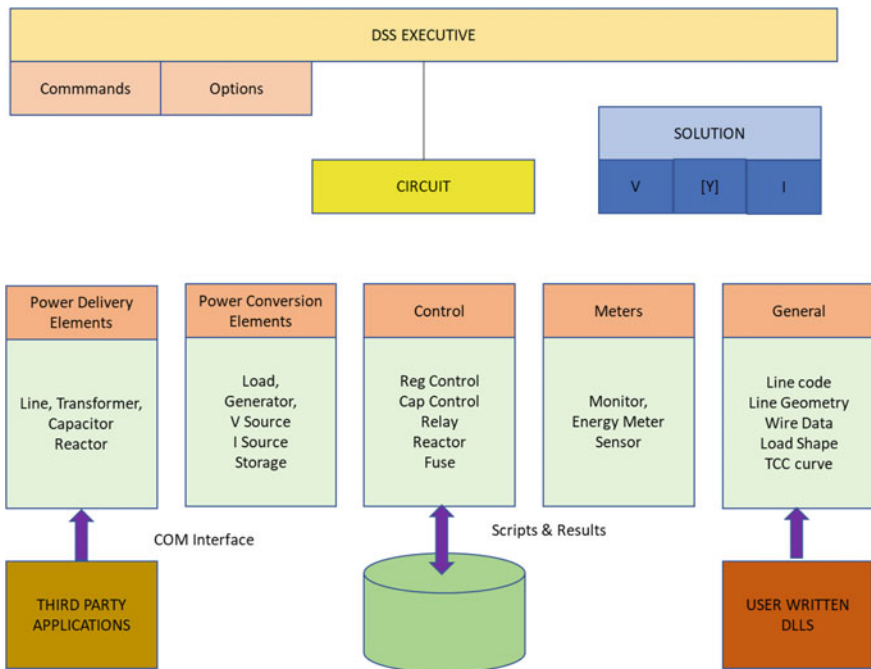 DSS EXECUTIVE
Commmands
Options
CIRCUIT
SOLUTION
V
[Y]
I
Power Delivery
Elements
Line, Transformer,
Capacitor
Reactor
Power Conversion
Elements
Load,
Generator,
V Source
I Source
Storage
Control
Reg Control
Cap Control
Relay
Reactor
Fuse
Meters
Monitor,
Energy Meter
Sensor
General
Line code
Line Geometry
Wire Data
Load Shape
TCC curve
COM Interface
Scripts & Results
THIRD PARTY
APPLICATIONS
USER WRITTEN
DLLS